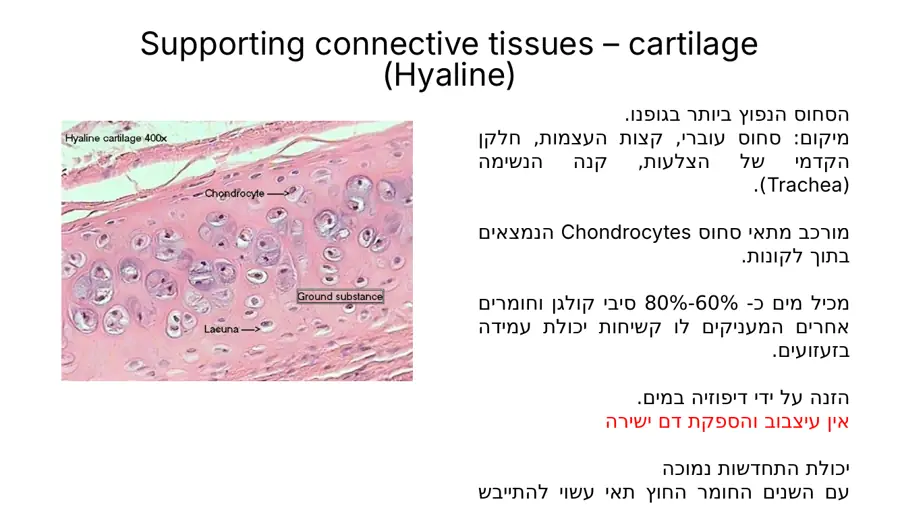 Supporting connective tissues – cartilage
(Hyaline)
הסחוס הנפוץ ביותר בגופנו.
מיקום: סחוס עוברי, קצות העצמות, חלקן
הקדמי של הצלעות, קנה הנשימה
(Trachea).
מורכב מתאי סחוס Chondrocytes הנמצאים
בתוך לקונות.
מכיל מים כ- 60%-80% סיבי קולגן וחומרים
אחרים המעניקים לו קשיחות יכולת עמידה
בזעזועים.
הזנה על ידי דיפוזיה במים.
אין עיצבוב והספקת דם ישירה
יכולת התחדשות נמוכה
עם השנים החומר החוץ תאי עשוי להתייבש
Hyaline cartilage 400x
Chondrocyte
Ground substance
Lacuna